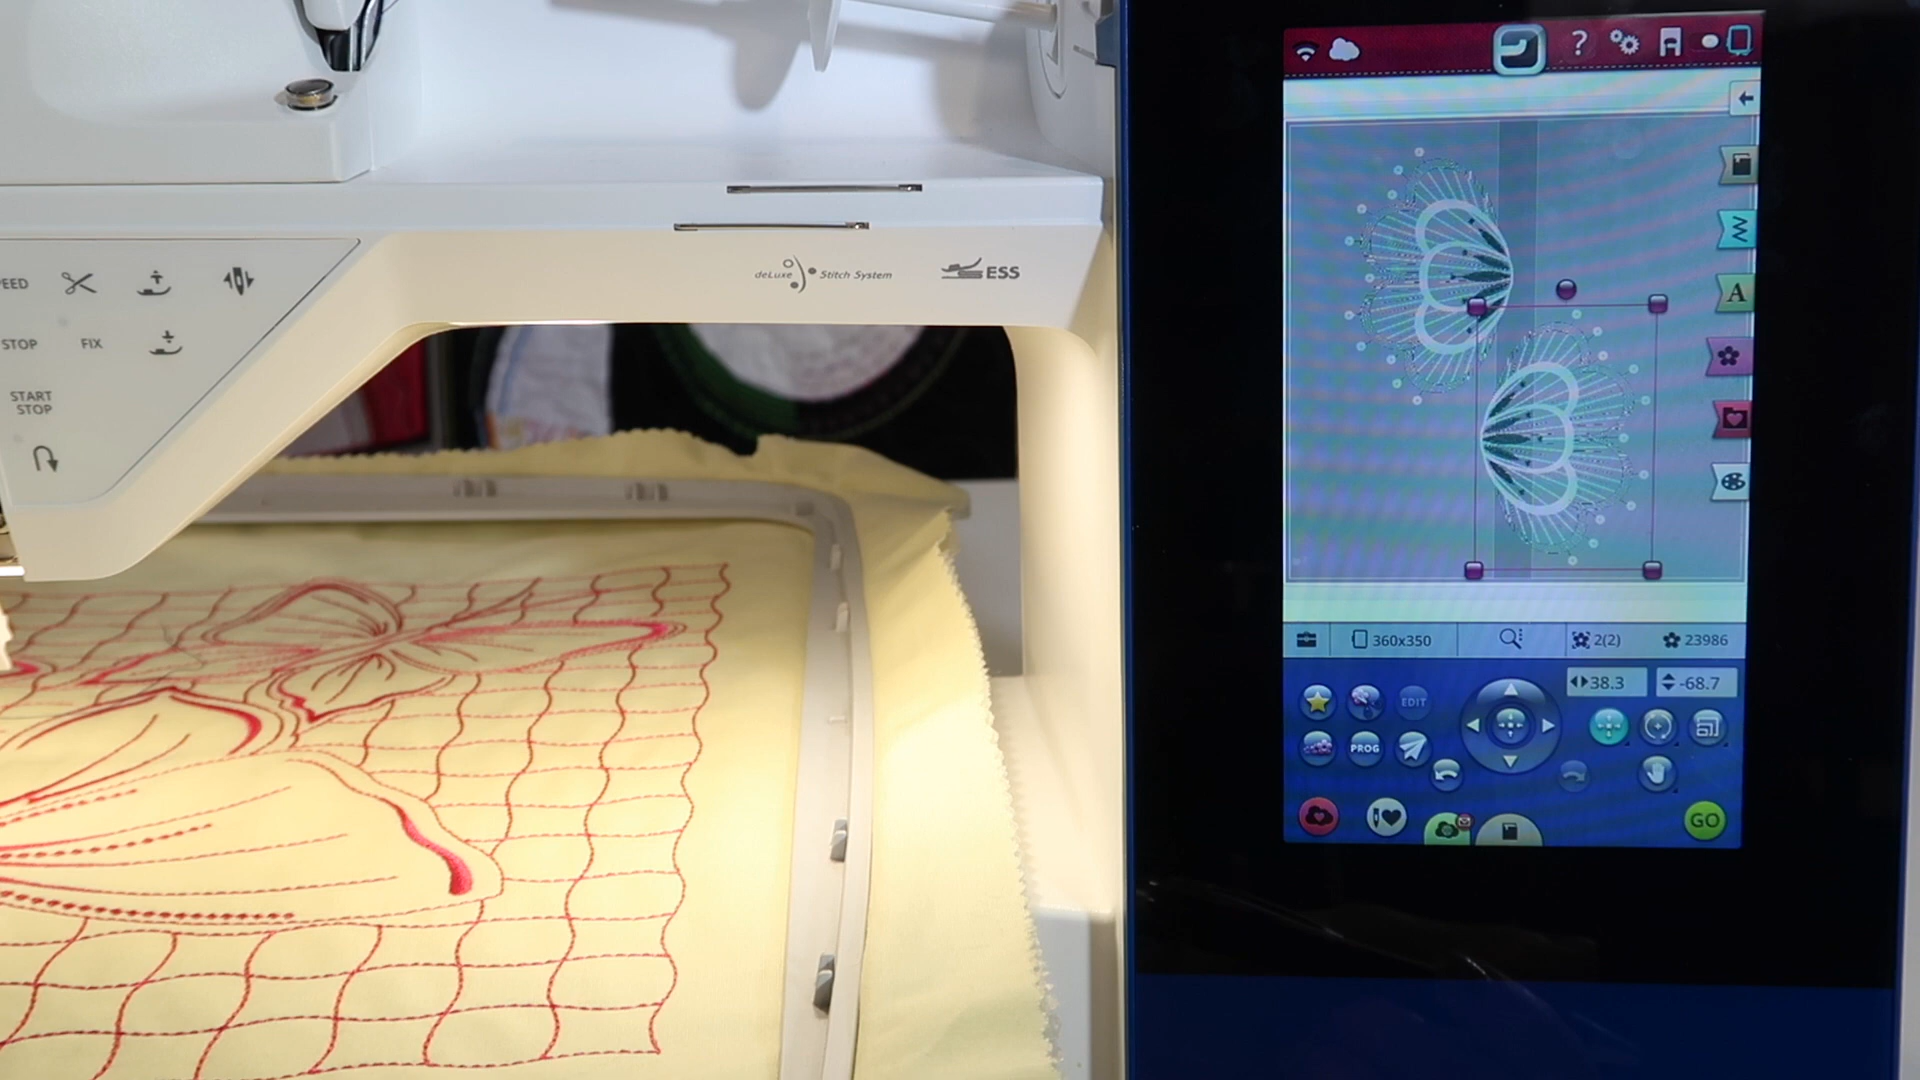 EED
STOP FIX
START
STOP
deLuxe Stitch System
ESS
?
A
360x350
2(2)
23986
38.3
-68.7
EDIT
PROG
GO